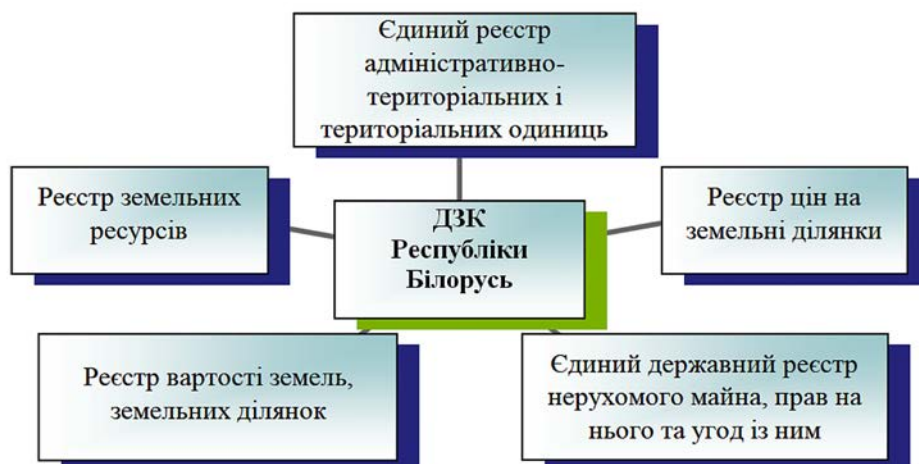 Єдиний реєстр
адміністративно-
територіальних і
територіальних одиниць
Реєстр земельних
ресурсів
ДЗК
Республіки
Білорусь
Реєстр цін на
земельні ділянки
Реєстр вартості земель,
земельних ділянок
Єдиний державний реєстр
нерухомого майна, прав на
нього та угод із ним